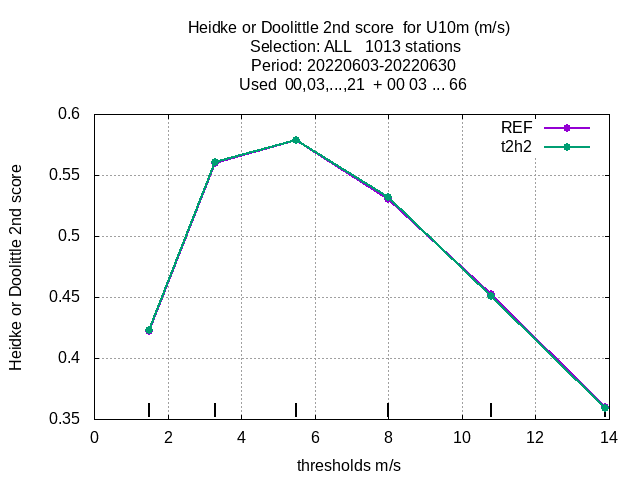 Heidke or Doolittle 2nd score  for U10m (m/s)
Selection: ALL   1013 stations
Period: 20220603-20220630
Used  00,03,...,21  + 00 03 ... 66
REF
t2h2
Heidke or Doolittle 2nd score
0.6
0.55
0.5
0.45
0.4
0.35
0 2 4 6 8 10 12 14
thresholds m/s